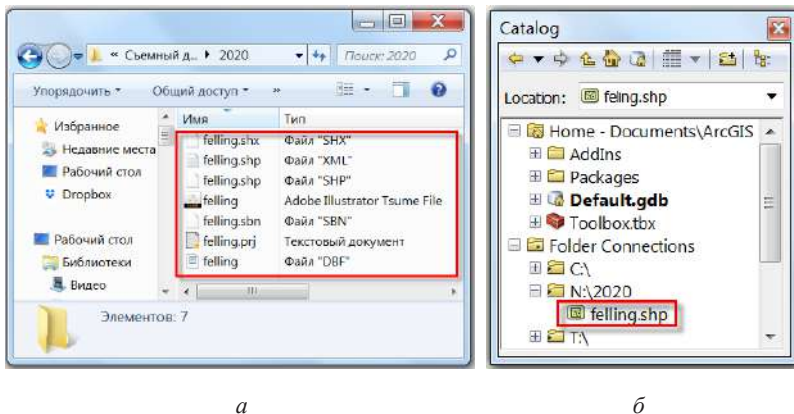 « Съемный д... ▸ 2020
Поиск: 2020
Упорядочить
Общий доступ
»
Избранное
Недавние места
Рабочий стол
Dropbox
Рабочий стол
Библиотеки
Видео
Имя Тип
felling.shx Файл "SHX"
felling.shp Файл "XML"
felling.shp Файл "SHP"
felling Adobe Illustrator Tsume File
felling.sbn Файл "SBN"
felling.prj Текстовый документ
felling Файл "DBF"
Элементов: 7
а
Catalog
Location: feling.shp
Home - Documents\ArcGIS
AddIns
Packages
Default.gdb
Toolbox.tbx
Folder Connections
C:\
N:\2020
felling.shp
T:\
б